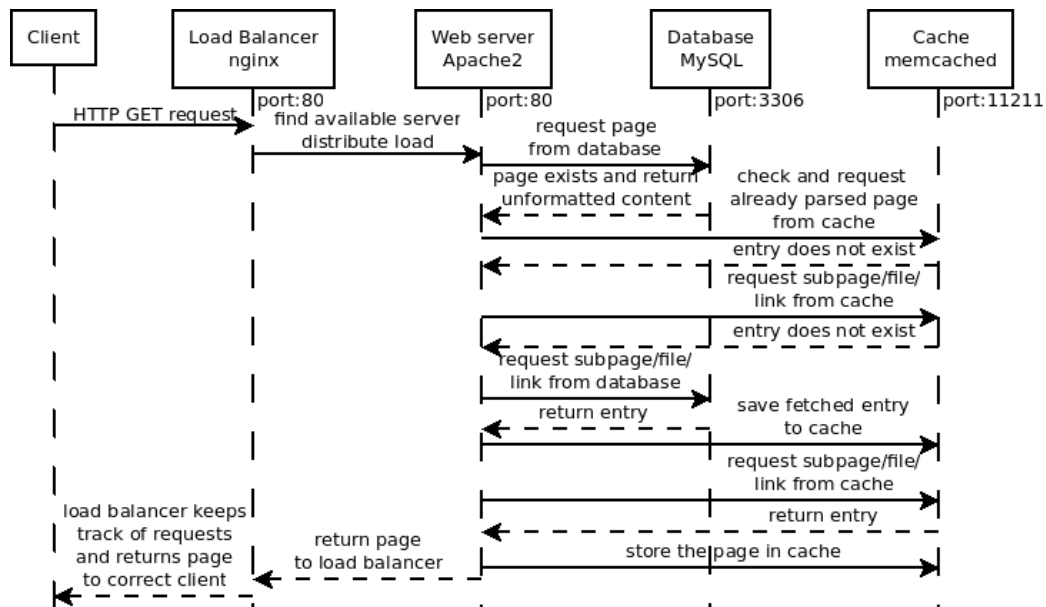 Client
Load Balancer
nginx
Web server
Apache2
Database
MySQL
Cache
memcached
port:80
port:80
port:3306
port:11211
HTTP GET request
find available server
distribute load
request page
from database
page exists and return
unformatted content
check and request
already parsed page
from cache
entry does not exist
request subpage/file/
link from cache
entry does not exist
request subpage/file/
link from database
return entry
save fetched entry
to cache
request subpage/file/
link from cache
return entry
store the page in cache
return page
to load balancer
load balancer keeps
track of requests
and returns page
to correct client